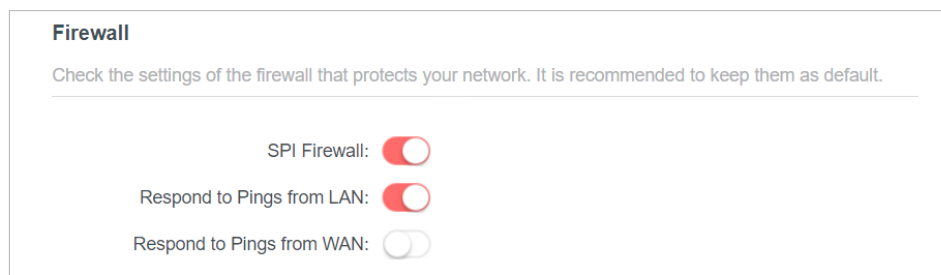 Firewall
Check the settings of the firewall that protects your network. It is recommended to keep them as default.
SPI Firewall:
Respond to Pings from LAN:
Respond to Pings from WAN: